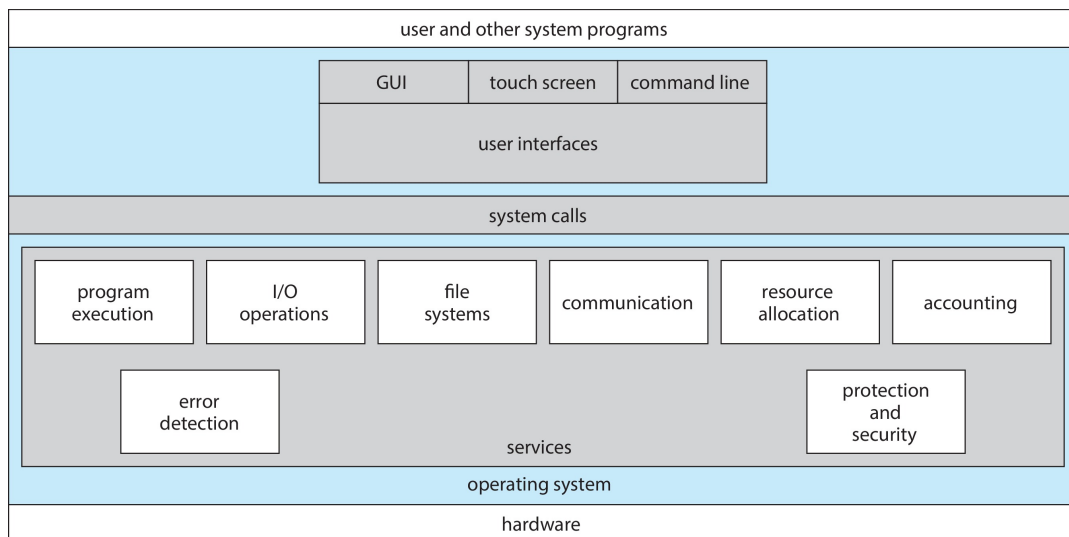 user and other system programs
GUI
touch screen
command line
user interfaces
system calls
program
execution
I/O
operations
file
systems
communication
resource
allocation
accounting
error
detection
protection
and
security
services
operating system
hardware